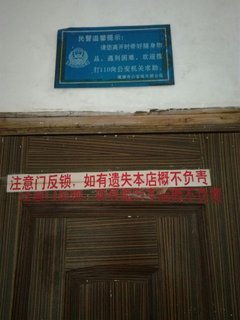 民警温馨提示：
请您离开时带好随身物
品，遇到困难，欢迎拨
打110向公安机关求助。
注意门反锁，如有遗失本店概不负责